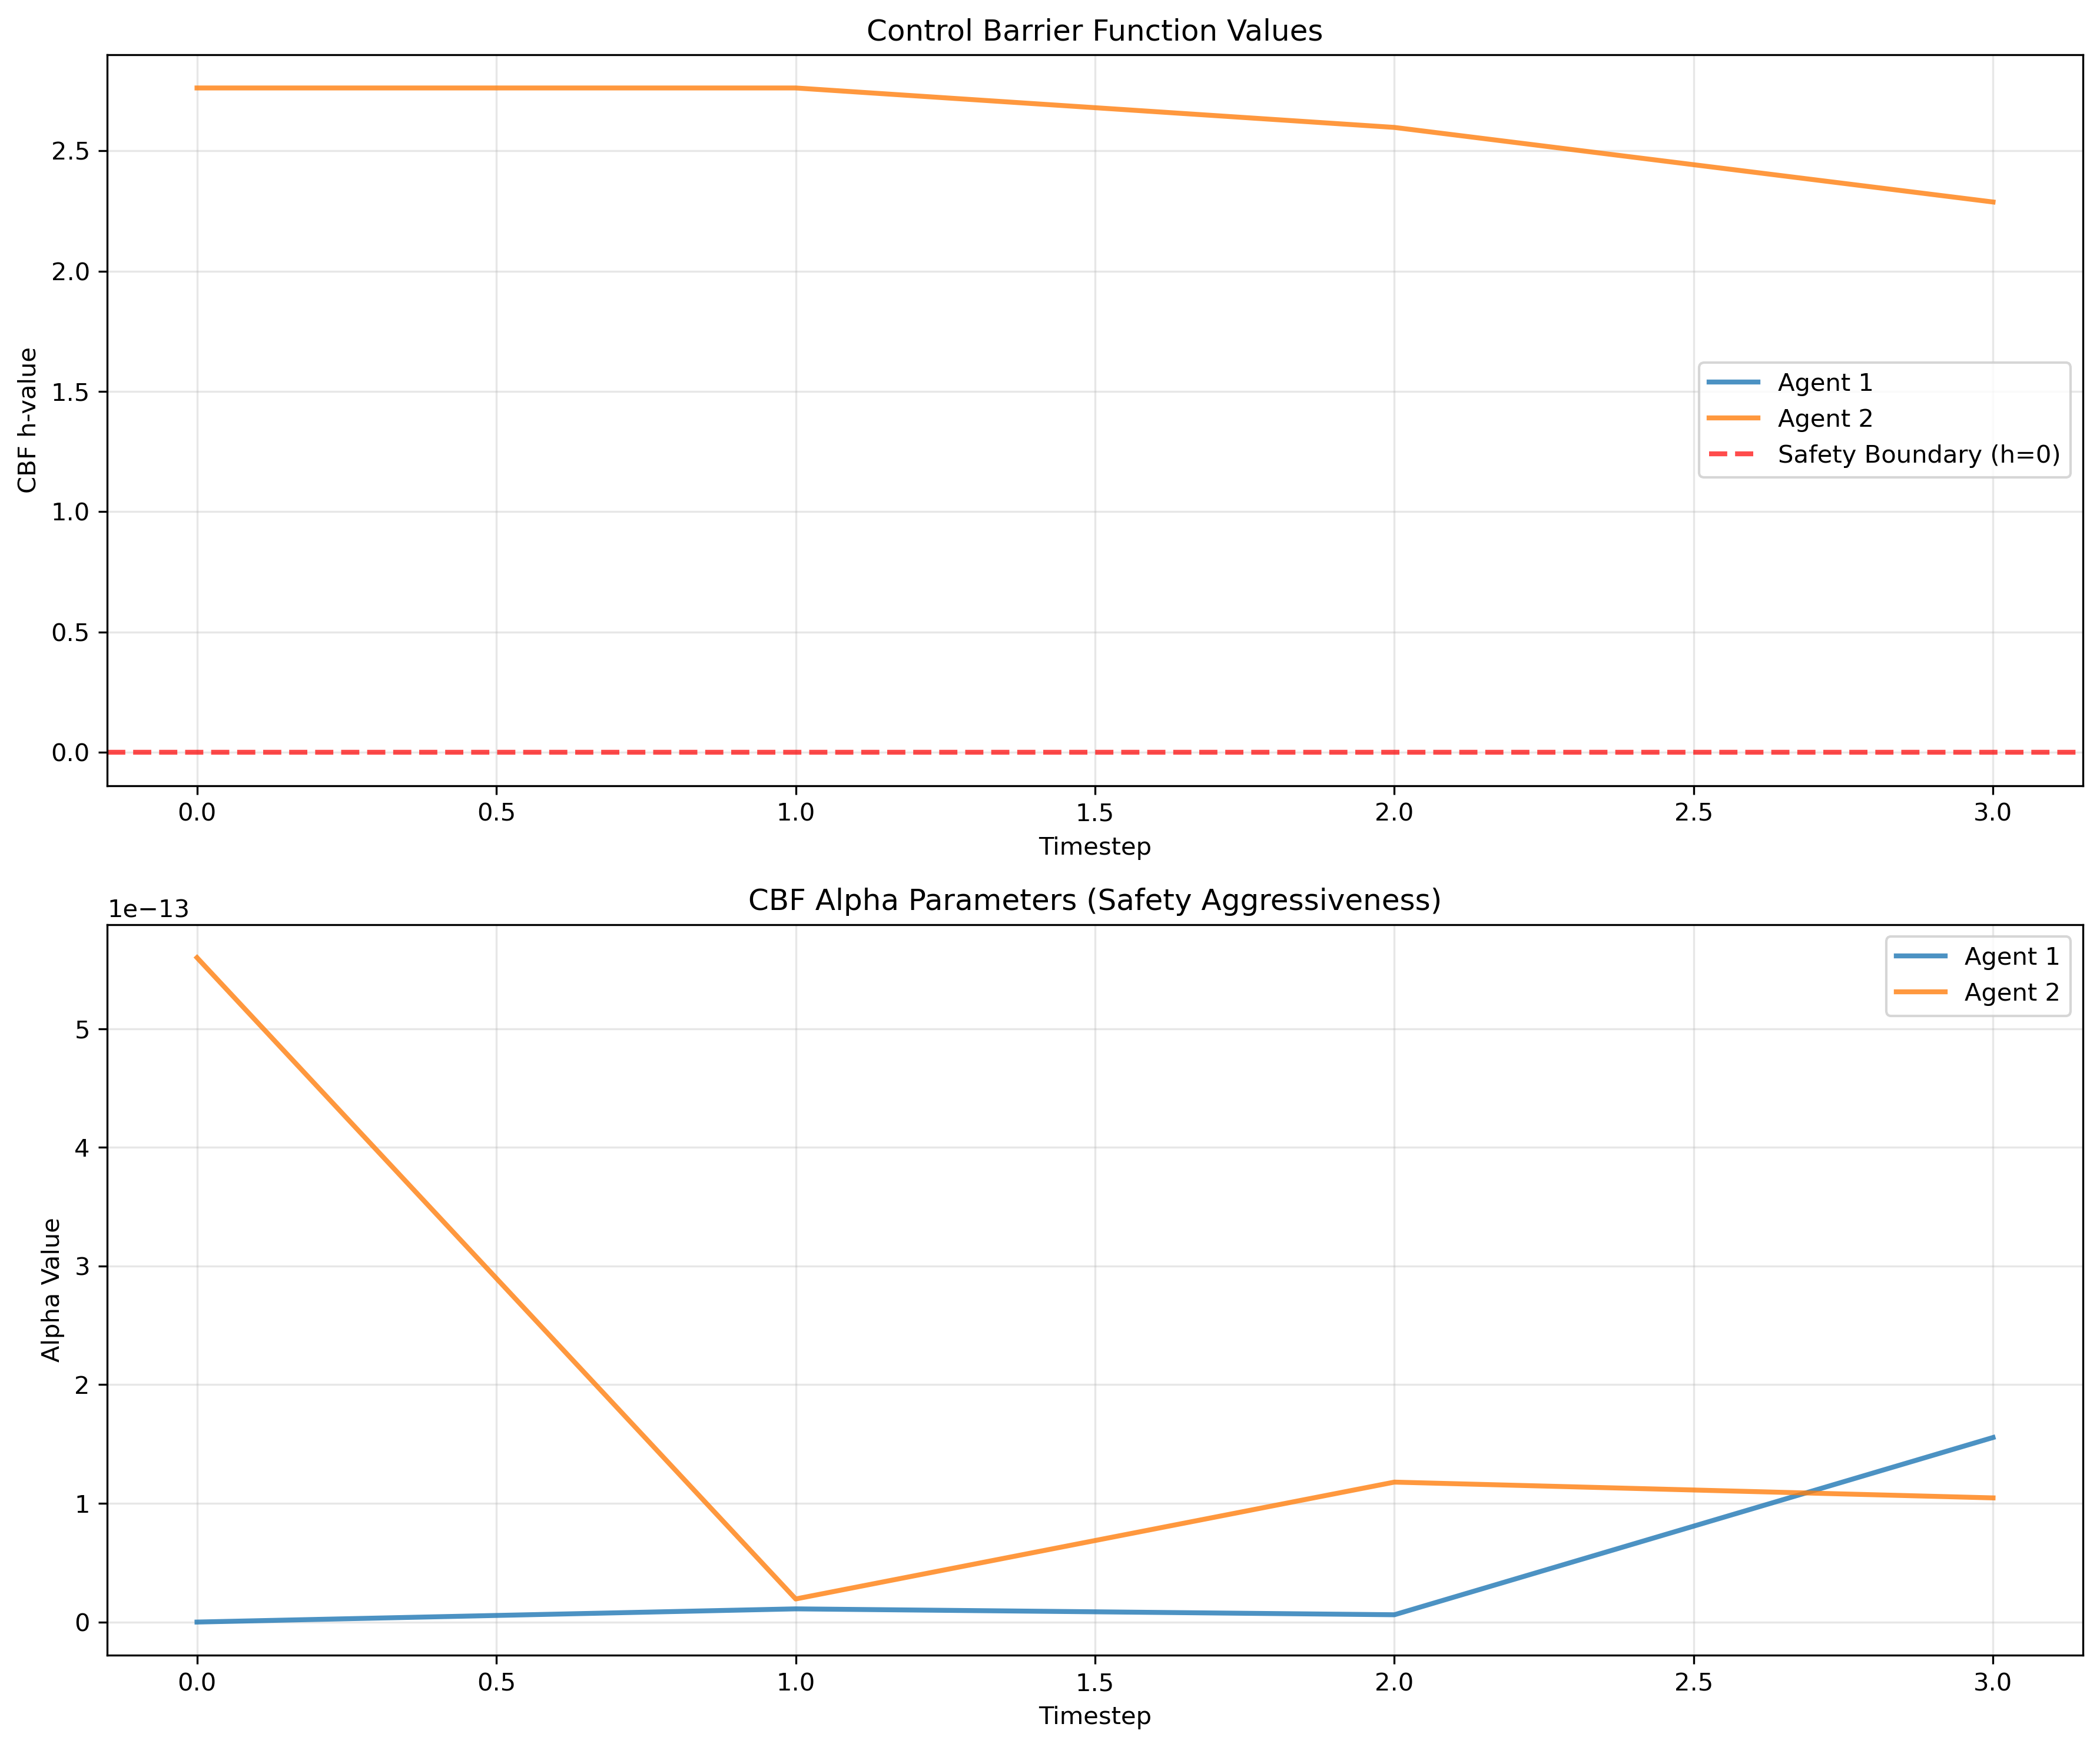 Control Barrier Function Values
CBF h-value
2.5
2.0
1.5
1.0
0.5
0.0
Agent 1
Agent 2
Safety Boundary (h=0)
0.0 0.5 1.0 1.5 2.0 2.5 3.0
Timestep
CBF Alpha Parameters (Safety Aggressiveness)
1e−13
Alpha Value
5
4
3
2
1
0
Agent 1
Agent 2
0.0 0.5 1.0 1.5 2.0 2.5 3.0
Timestep